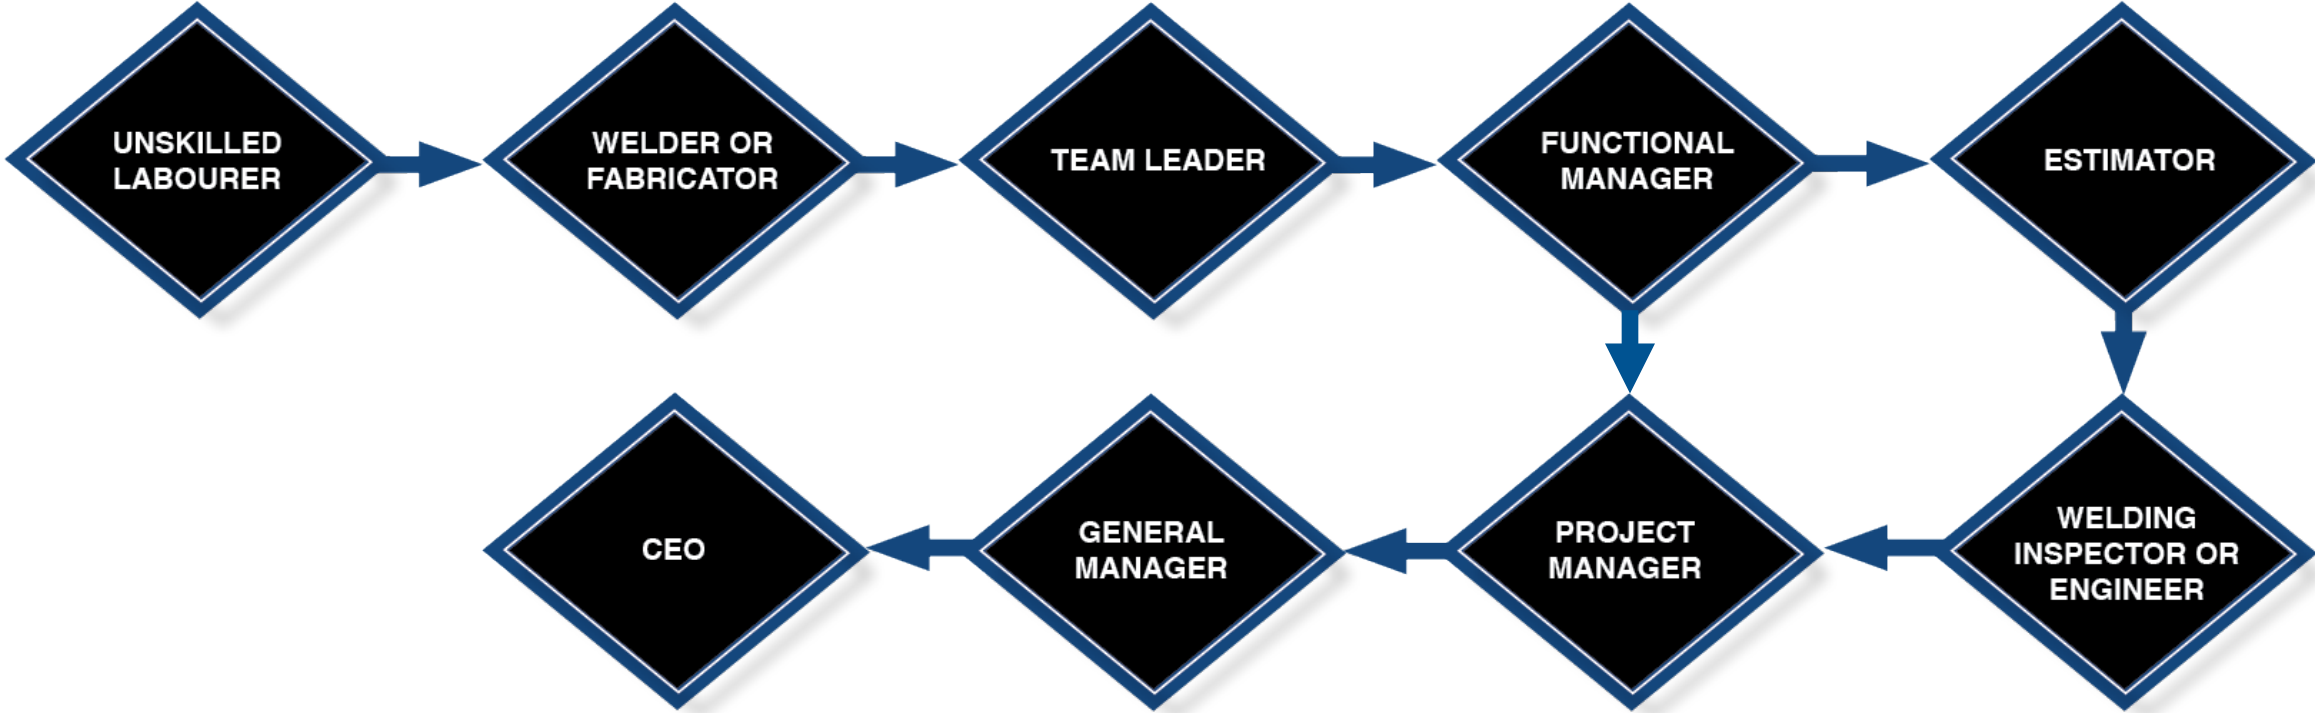 UNSKILLED
LABOURER
WELDER OR
FABRICATOR
TEAM LEADER
FUNCTIONAL
MANAGER
ESTIMATOR
CEO
GENERAL
MANAGER
PROJECT
MANAGER
WELDING
INSPECTOR OR
ENGINEER